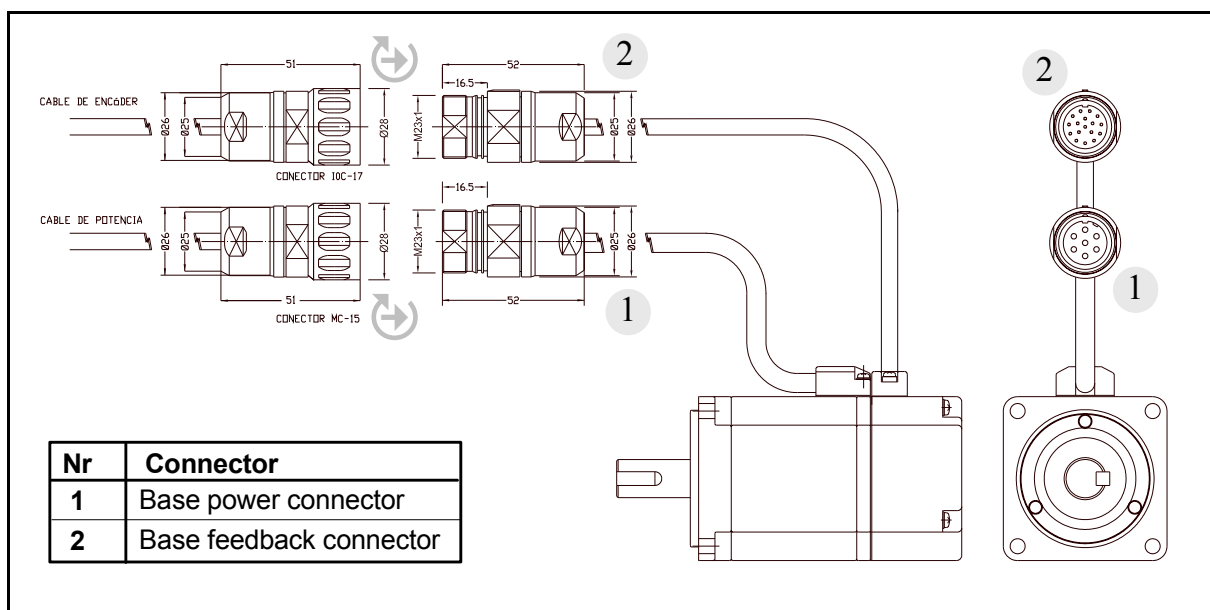 51
52
2
16.5
CABLE DE ENCóDER
Ø26
Ø25
Ø28
M23x1
Ø25
Ø26
CONECTOR IOC-17
2
16.5
CABLE DE POTENCIA
Ø26
Ø25
Ø28
M23x1
Ø25
Ø26
51
52
1
CONECTOR MC-15
1
Nr Connector
1 Base power connector
2 Base feedback connector